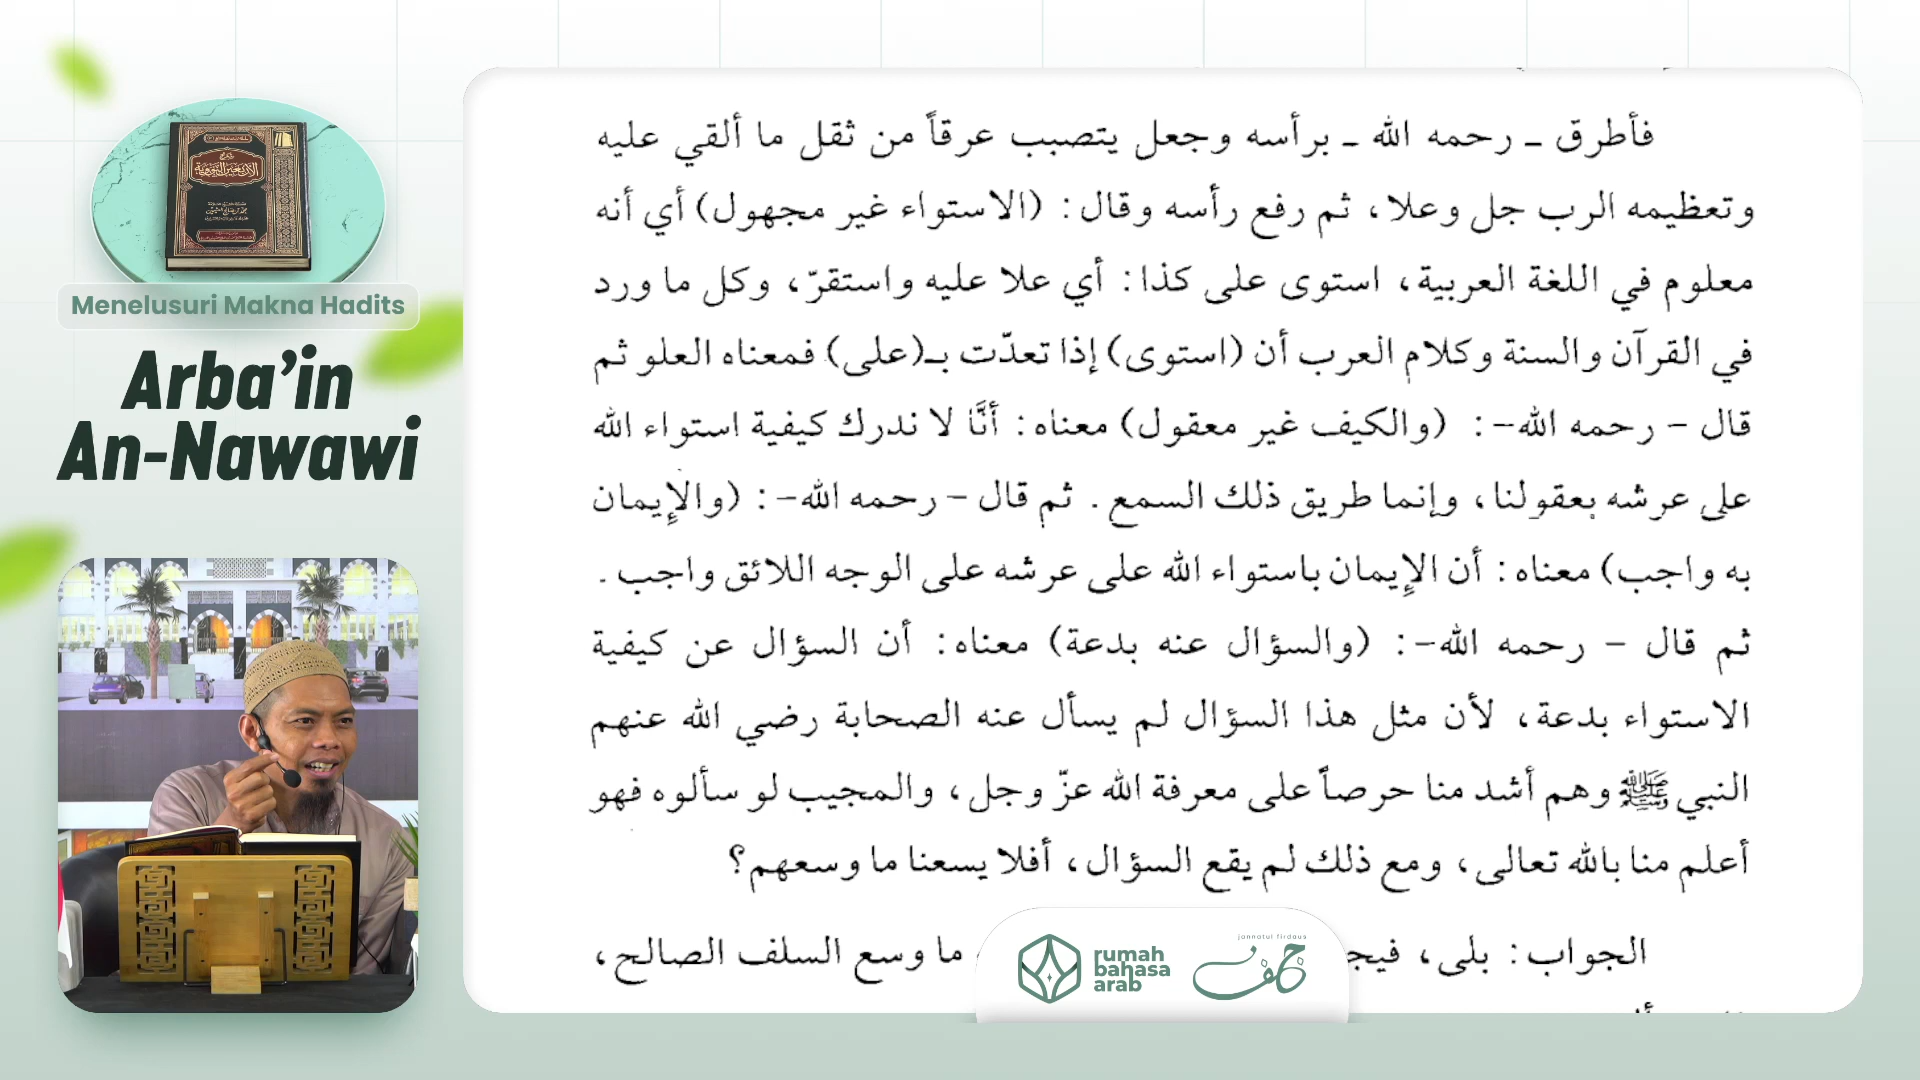 Menelusuri Makna Hadits
Arba’in
An-Nawawi
فأطرق ـ رحمه الله ـ برأسه وجعل يتصبب عرقاً من ثقل ما ألقي عليه
وتعظيمه الرب جل وعلا، ثم رفع رأسه وقال: (الاستواء غير مجهول) أي أنه
معلوم في اللغة العربية، استوى على كذا: أي علا عليه واستقرّ، وكل ما ورد
في القرآن والسنة وكلام العرب أن (استوى) إذا تعدّت بـ(على) فمعناه العلو ثم
قال – رحمه الله–: (والكيف غير معقول) معناه: أنَّا لا ندرك كيفية استواء الله
على عرشه بعقولنا، وإنما طريق ذلك السمع. ثم قال – رحمه الله–: (والإيمان
به واجب) معناه: أن الإيمان باستواء الله على عرشه على الوجه اللائق واجب.
ثم قال – رحمه الله–: (والسؤال عنه بدعة) معناه: أن السؤال عن كيفية
الاستواء بدعة، لأن مثل هذا السؤال لم يسأل عنه الصحابة رضي الله عنهم
النبي ﷺ وهم أشد منا حرصاً على معرفة الله عزّ وجل، والمجيب لو سألوه فهو
أعلم منا بالله تعالى، ومع ذلك لم يقع السؤال، أفلا يسعنا ما وسعهم؟
الجواب: بلى، ما وسع السلف الصالح،
rumah
bahasa
arab
jannatul firdaus